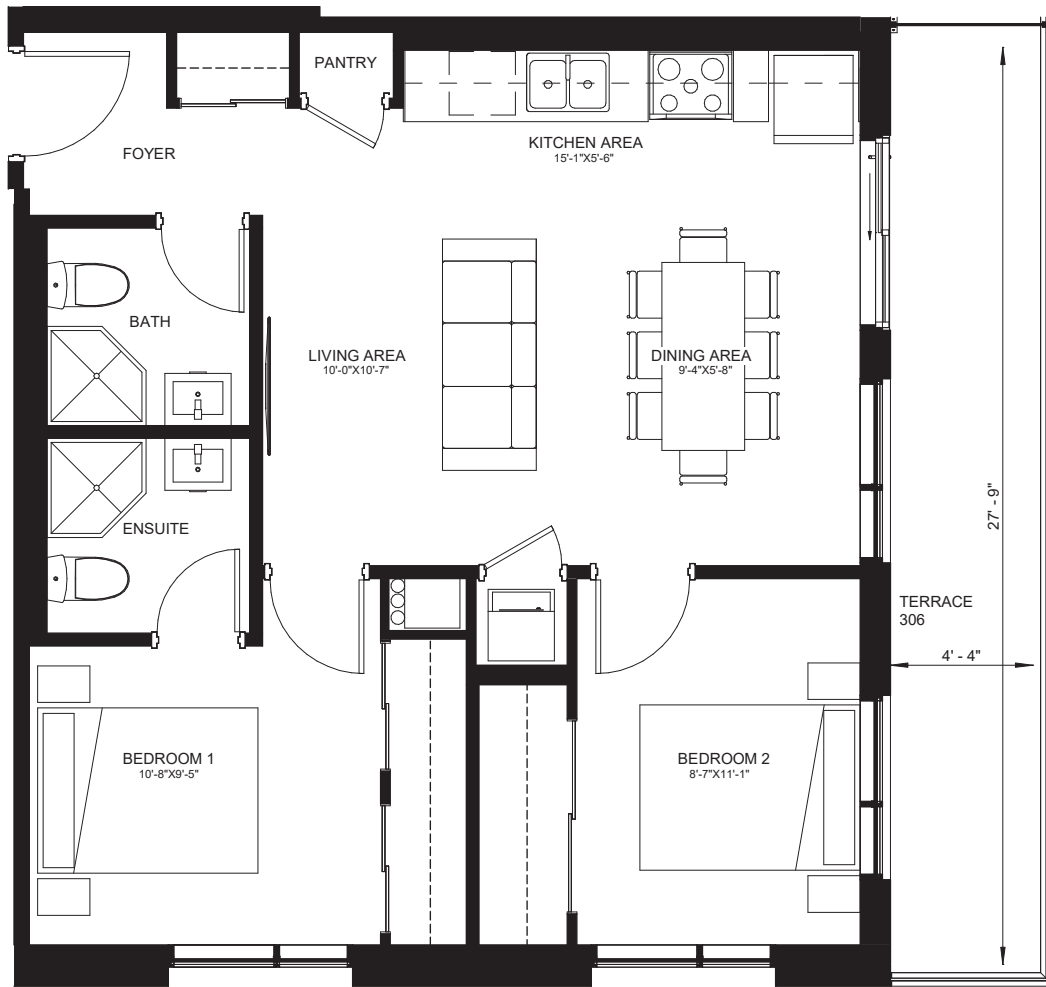 PANTRY
FOYER
KITCHEN AREA
15'-1"X5'-6"
BATH
LIVING AREA
10'-0"X10'-7"
DINING AREA
9'-4"X5'-8"
27' - 9"
ENSUITE
TERRACE
306
4' - 4"
BEDROOM 1
10'-8"X9'-5"
BEDROOM 2
8'-7"X11'-1"